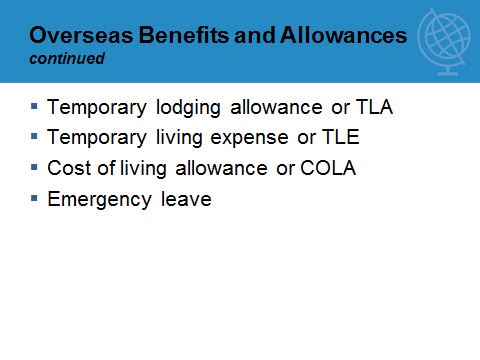 Overseas Benefits and Allowances
continued
▪ Temporary lodging allowance or TLA
▪ Temporary living expense or TLE
▪ Cost of living allowance or COLA
▪ Emergency leave